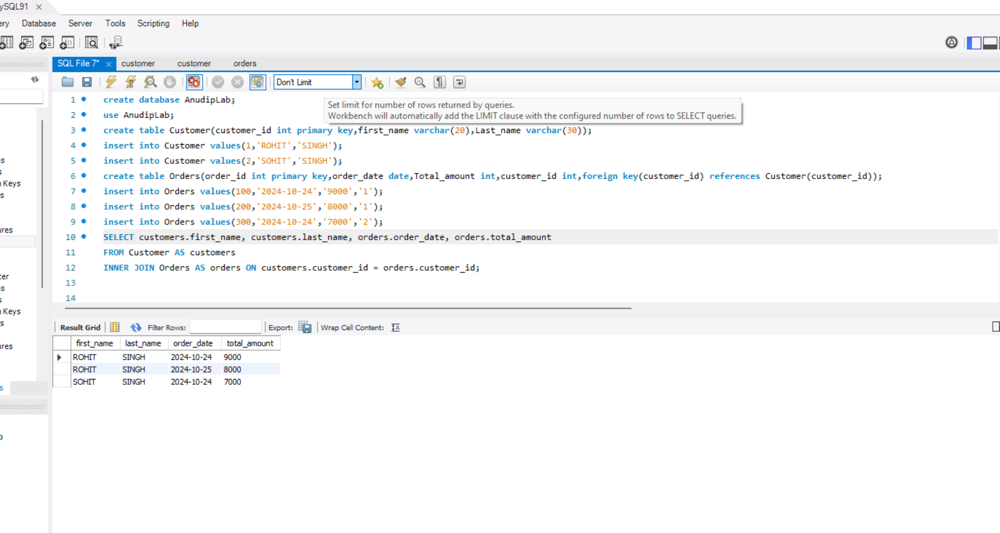 ySQL91
ery Database Server Tools Scripting Help
SQL File 7* customer customer orders
Don't Limit
Set limit for number of rows returned by queries.
Workbench will automatically add the LIMIT clause with the configured number of rows to SELECT queries.
1 create database AnudipLab;
2 use AnudipLab;
3 create table Customer(customer_id int primary key,first_name varchar(20),Last_name varchar(30));
4 insert into Customer values(1,'ROHIT','SINGH');
5 insert into Customer values(2,'SOHIT','SINGH');
6 create table Orders(order_id int primary key,order_date date,Total_amount int,customer_id int,foreign key(customer_id) references Customer(customer_id));
7 insert into Orders values(100,'2024-10-24','9000','1');
8 insert into Orders values(200,'2024-10-25','8000','1');
9 insert into Orders values(300,'2024-10-24','7000','2');
10 SELECT customers.first_name, customers.last_name, orders.order_date, orders.total_amount
11 FROM Customer AS customers
12 INNER JOIN Orders AS orders ON customers.customer_id = orders.customer_id;
13
14
s
s
n Keys
s
ures
ter
s
s
n Keys
s
ures
s
Result Grid Filter Rows: Export: Wrap Cell Content:
first_name last_name order_date total_amount
ROHIT SINGH 2024-10-24 9000
ROHIT SINGH 2024-10-25 8000
SOHIT SINGH 2024-10-24 7000